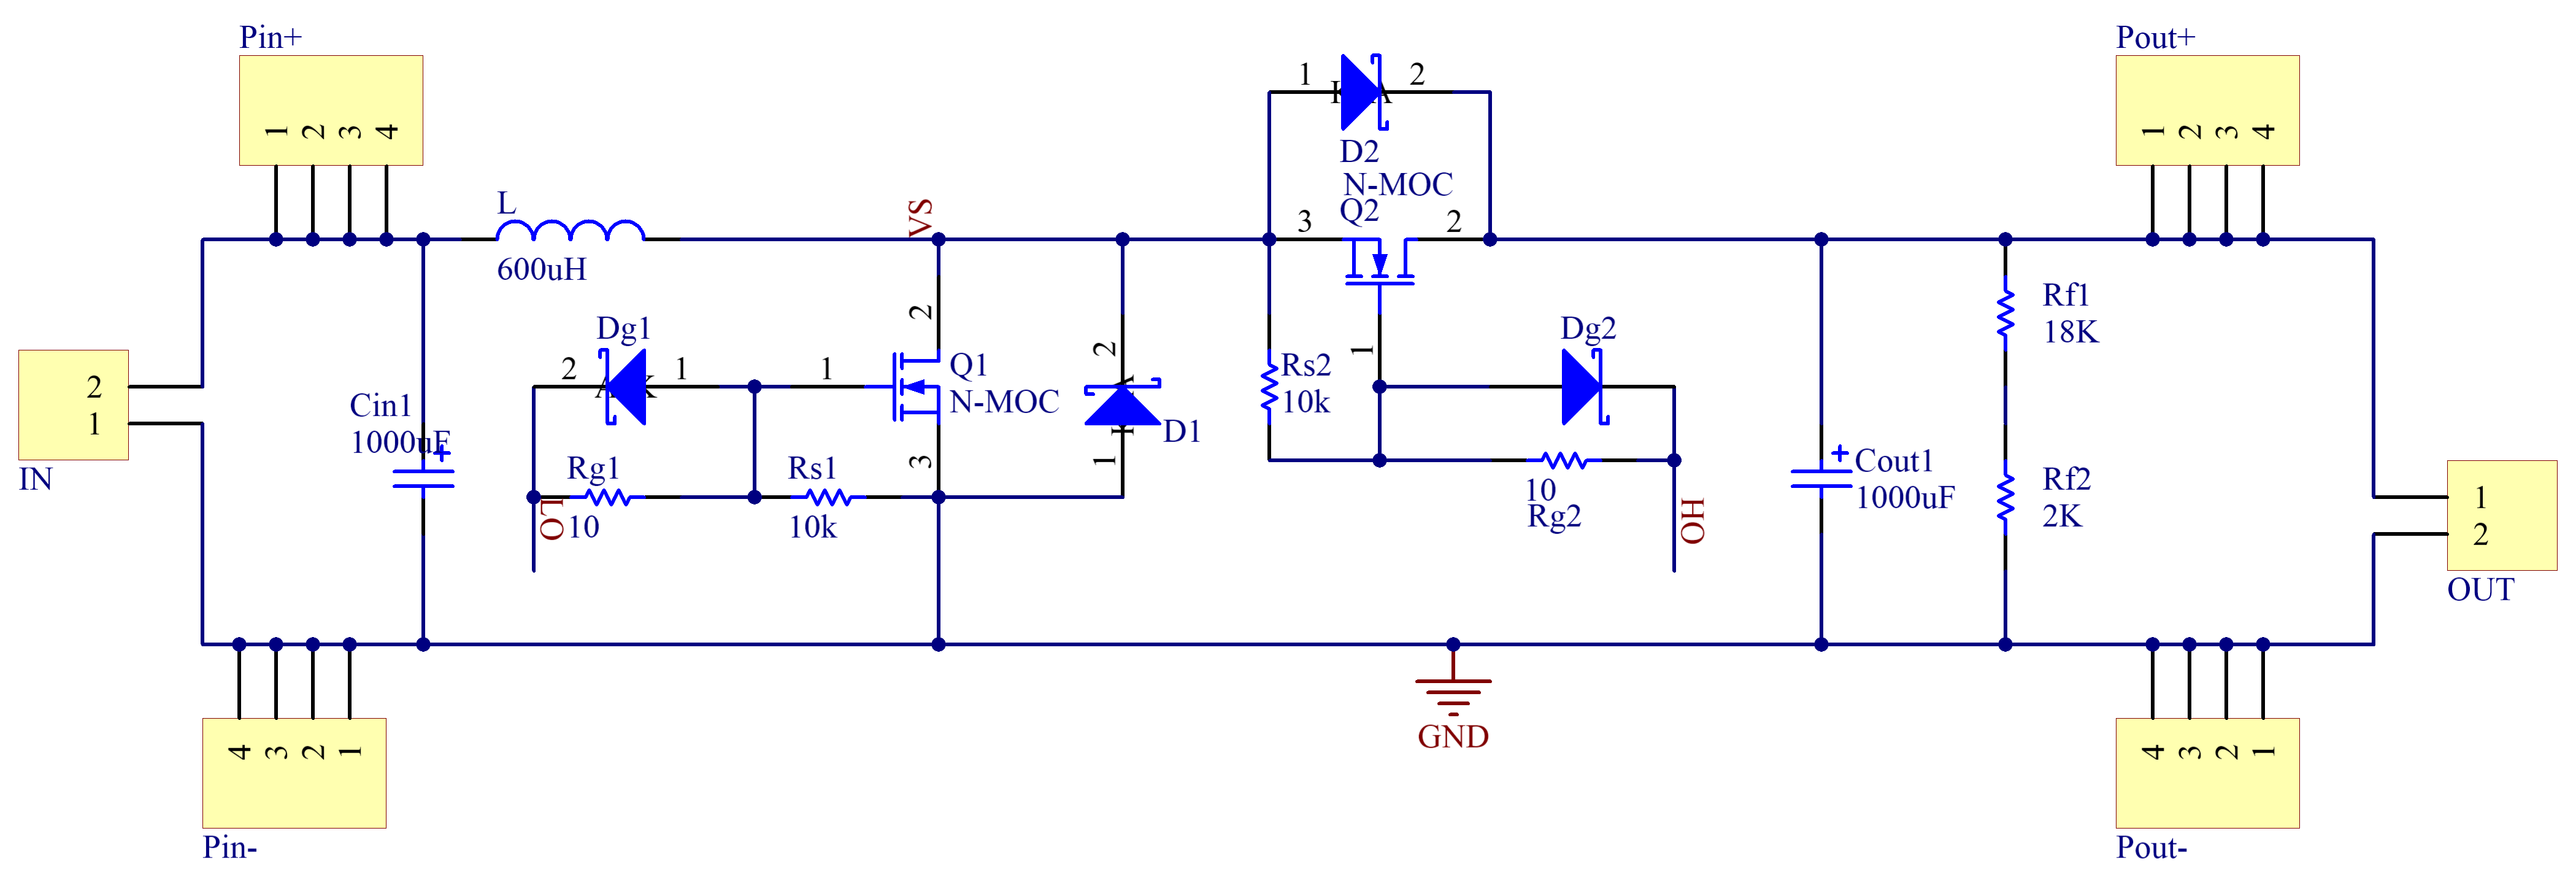 Pin+
1 2 3 4
Pout+
1 2 3 4
1
2
D2
N-MOC
Q2
3
2
L
600uH
VS
2
1
IN
Cin1
1000uF
+
Dg1
2
1
1
2
Q1
N-MOC
3
2
1
D1
Rg1
10
Rs1
10k
LO
Rs2
10k
1
Dg2
10
Rg2
HO
+
Cout1
1000uF
Rf1
18K
Rf2
2K
1
2
OUT
GND
4 3 2 1
Pin-
4 3 2 1
Pout-